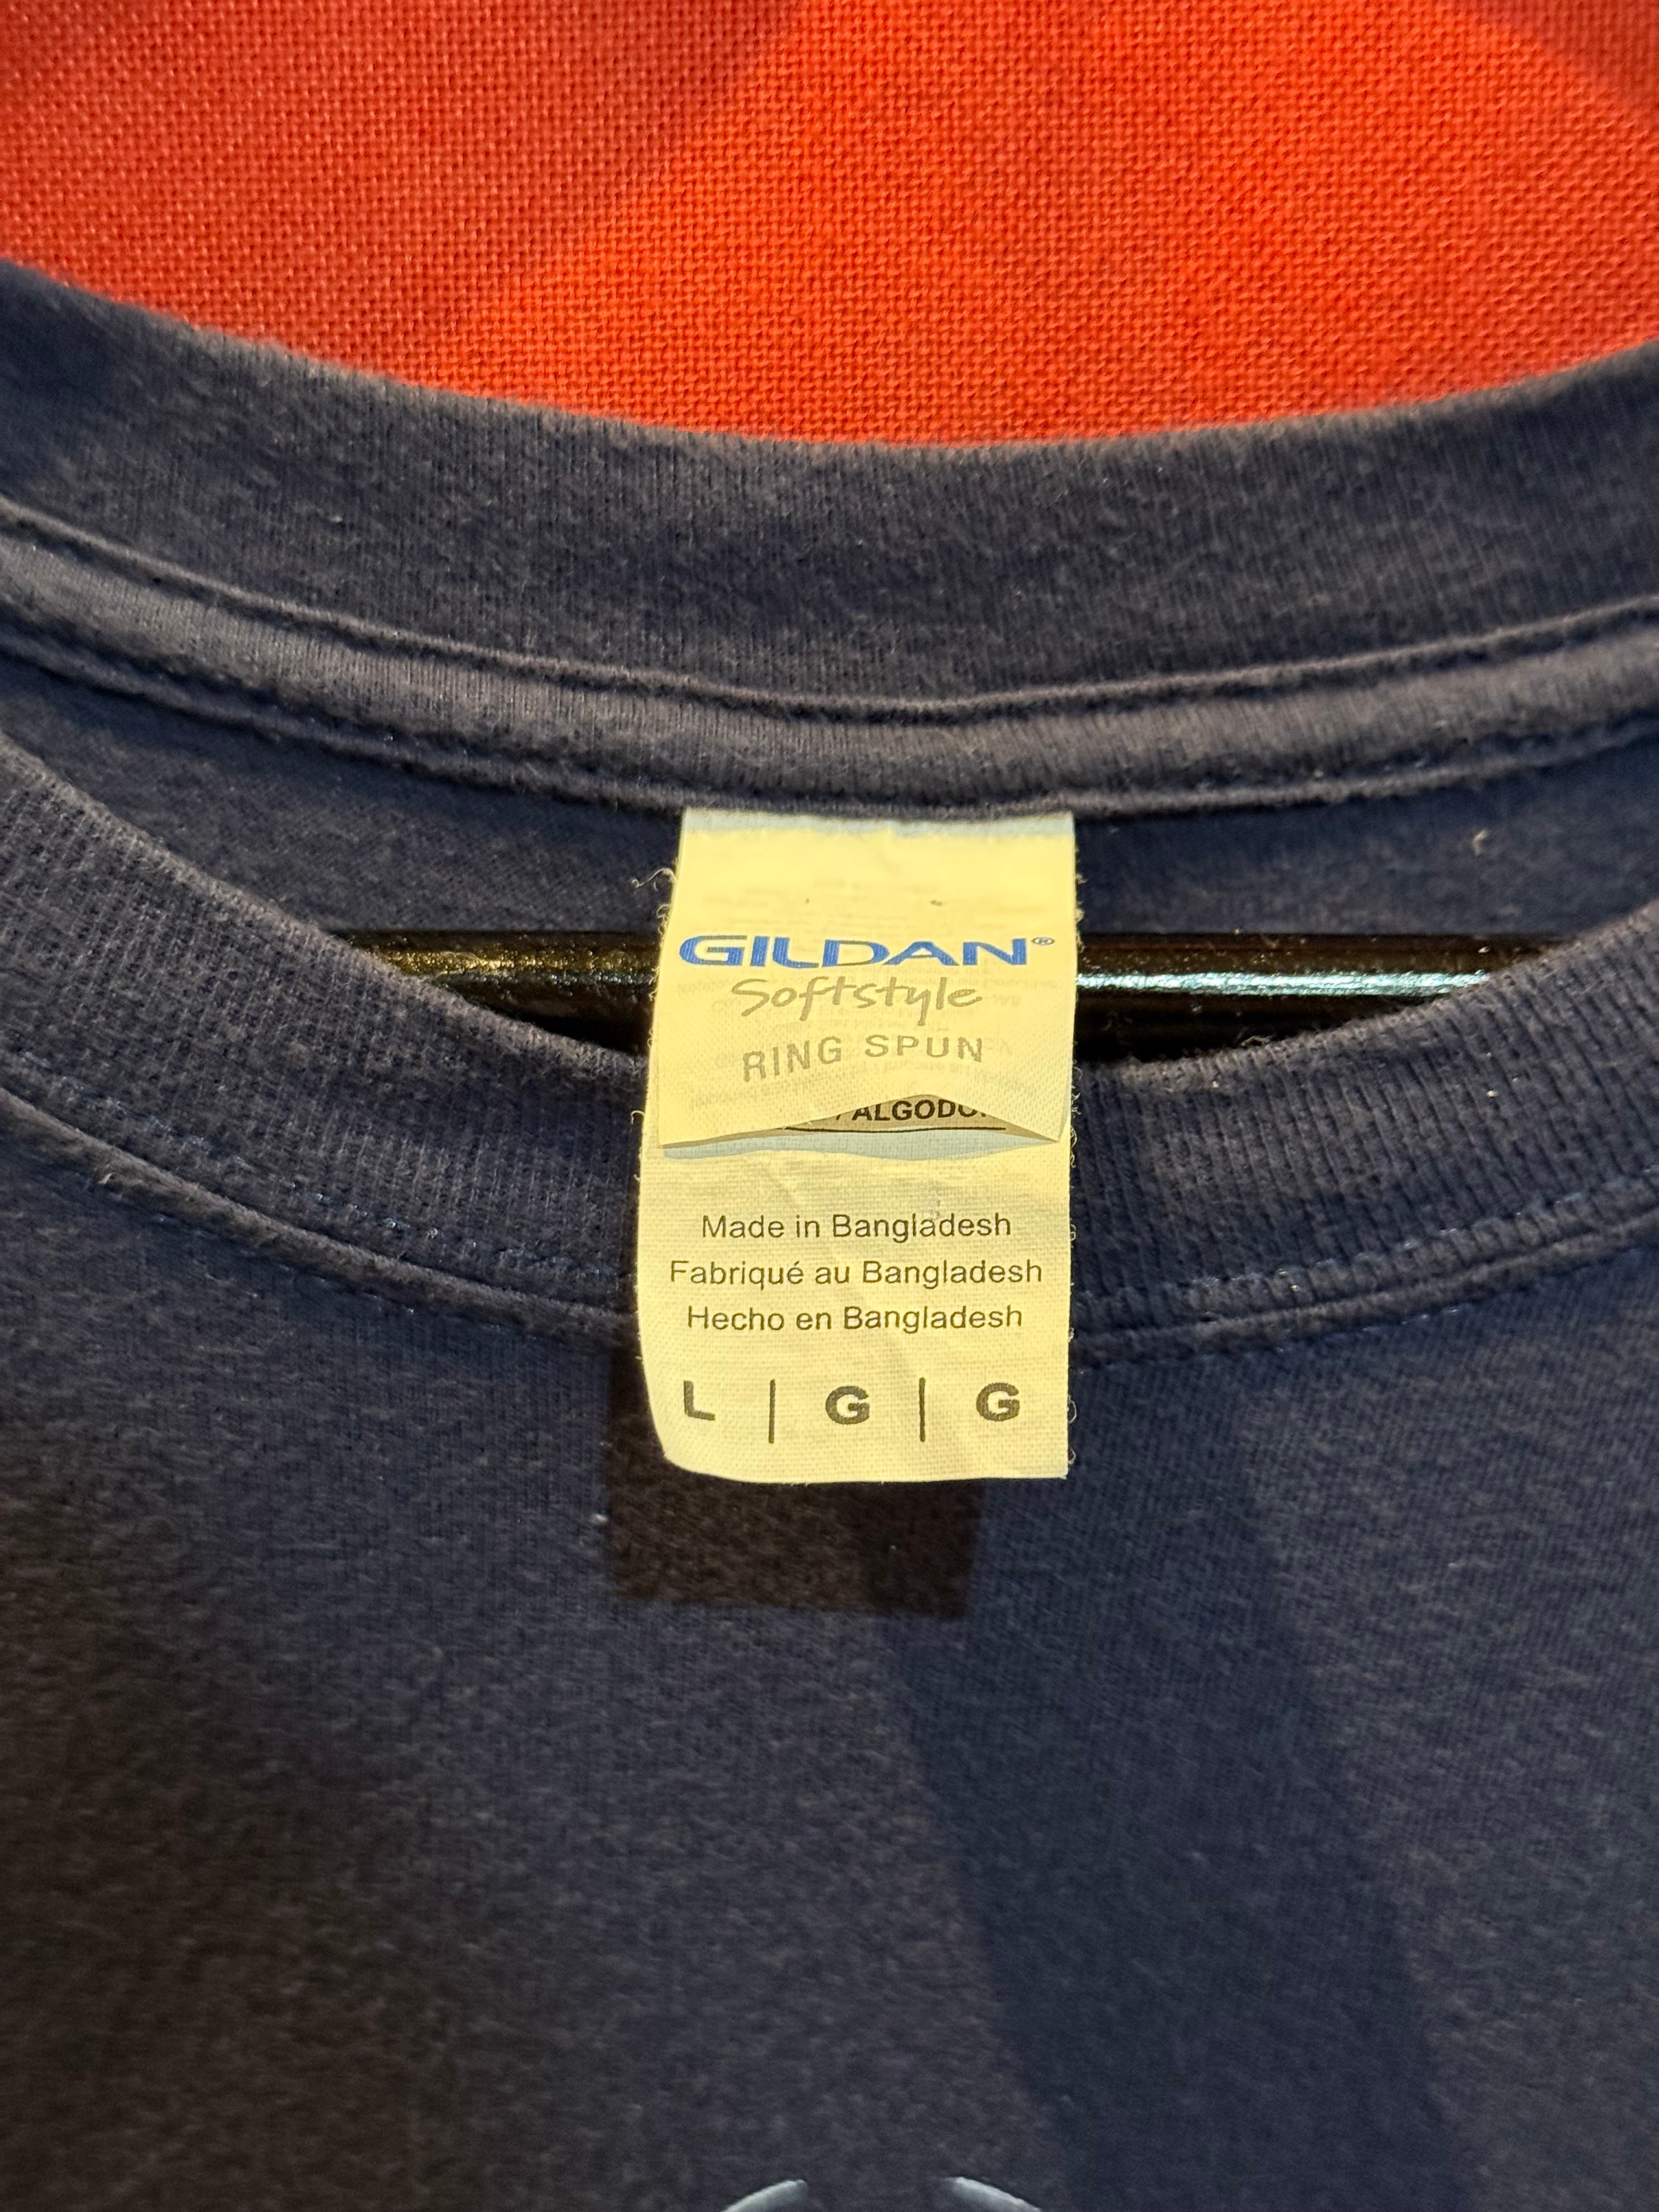 GILDAN®
Softstyle
RING SPUN
Made in Bangladesh
Fabriqué au Bangladesh
Hecho en Bangladesh
L | G | G